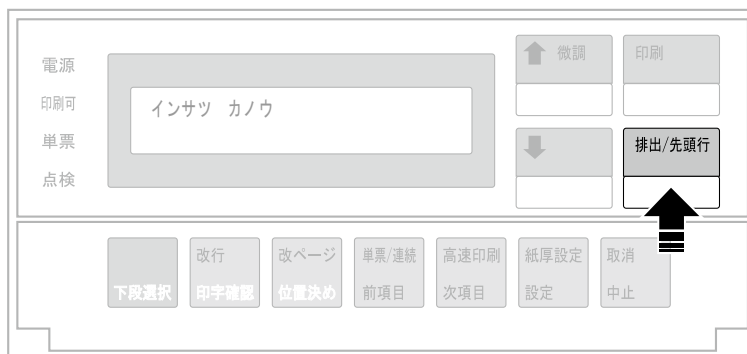 電源
印刷可
単票
点検
インサツ カノウ
微調
印刷
排出/先頭行
下段選択
改行
印字確認
改ページ
位置決め
単票/連続
前項目
高速印刷
次項目
紙厚設定
設定
取消
中止